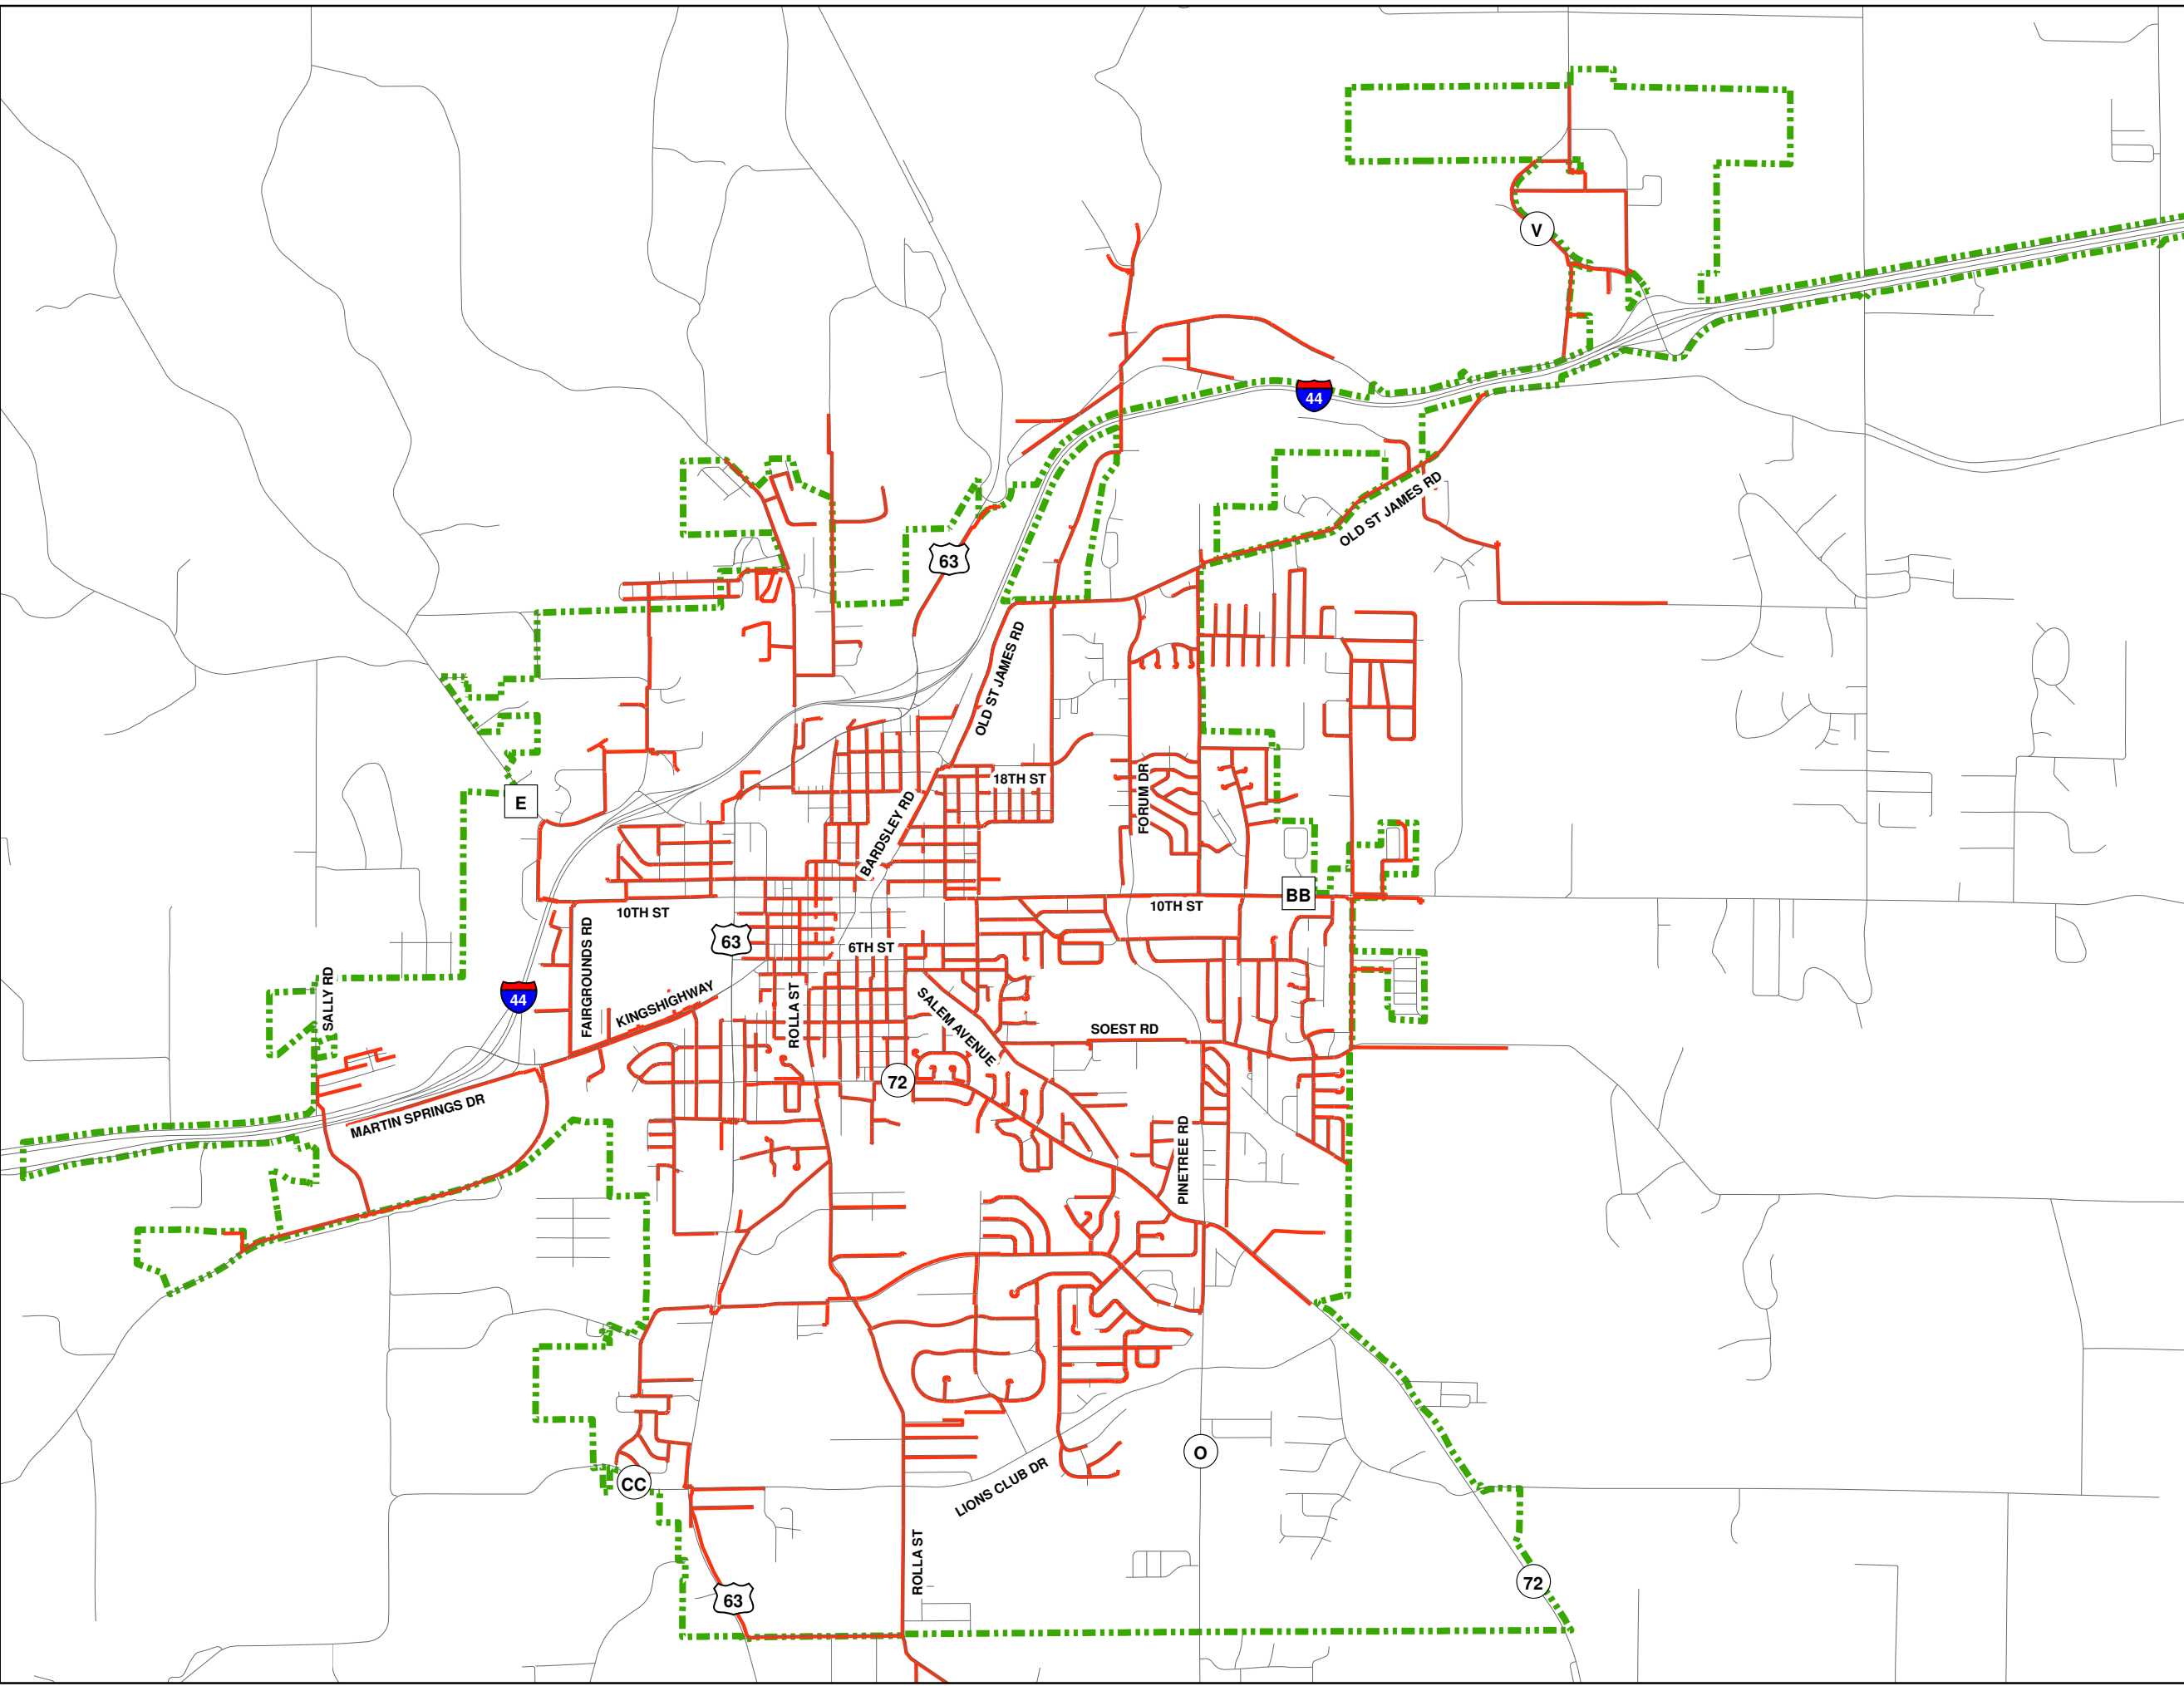 V
44
OLD ST JAMES RD
63
OLD ST JAMES RD
18TH ST
FORUM DR
E
BARDSLEY RD
BB
10TH ST
10TH ST
63
6TH ST
FAIRGROUNDS RD
SALLY RD
44
KINGSHIGHWAY
ROLLA ST
SALEM AVENUE
SOEST RD
72
MARTIN SPRINGS DR
PINETREE RD
O
CC
LIONS CLUB DR
ROLLA ST
72
63